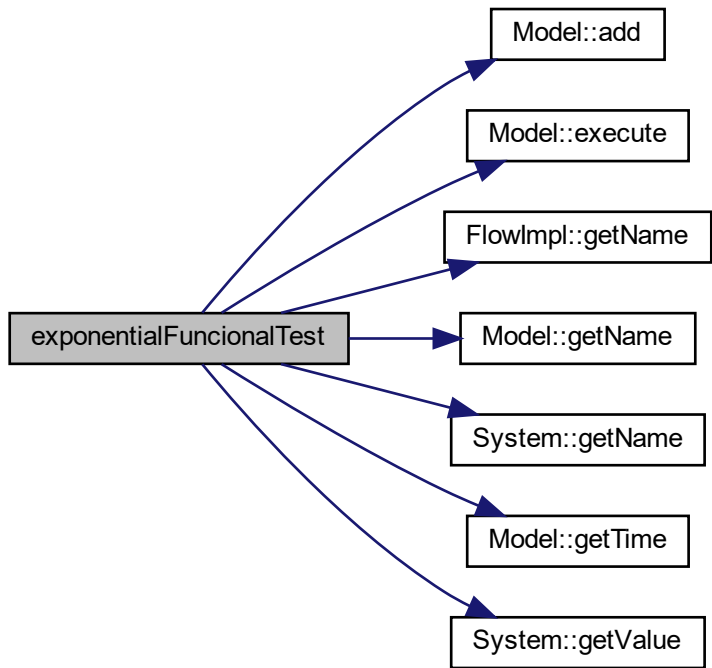 Model::add
Model::execute
FlowImpl::getName
exponentialFuncionalTest
Model::getName
System::getName
Model::getTime
System::getValue